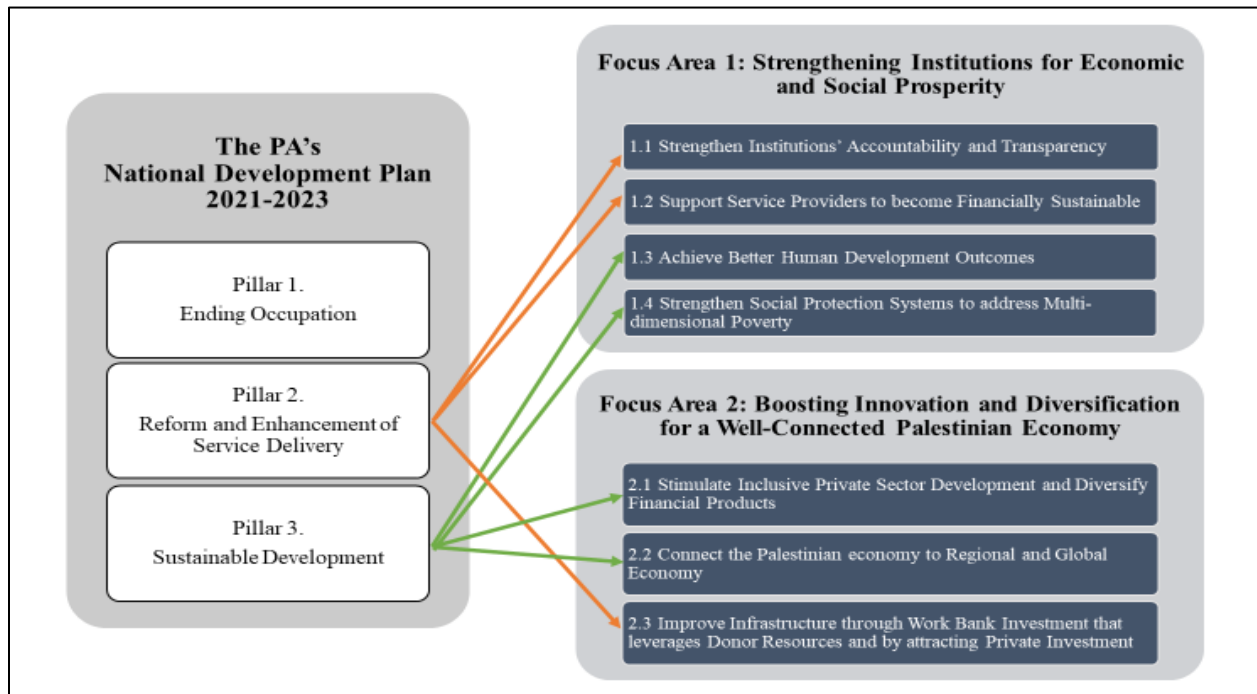 The PA's
National Development Plan
2021-2023
Pillar 1.
Ending Occupation
Pillar 2.
Reform and Enhancement of
Service Delivery
Pillar 3.
Sustainable Development
Focus Area 1: Strengthening Institutions for Economic
and Social Prosperity
1.1 Strengthen Institutions' Accountability and Transparency
1.2 Support Service Providers to become Financially Sustainable
1.3 Achieve Better Human Development Outcomes
1.4 Strengthen Social Protection Systems to address Multi-
dimensional Poverty
Focus Area 2: Boosting Innovation and Diversification
for a Well-Connected Palestinian Economy
2.1 Stimulate Inclusive Private Sector Development and Diversify
Financial Products
2.2 Connect the Palestinian economy to Regional and Global
Economy
2.3 Improve Infrastructure through Work Bank Investment that
leverages Donor Resources and by attracting Private Investment